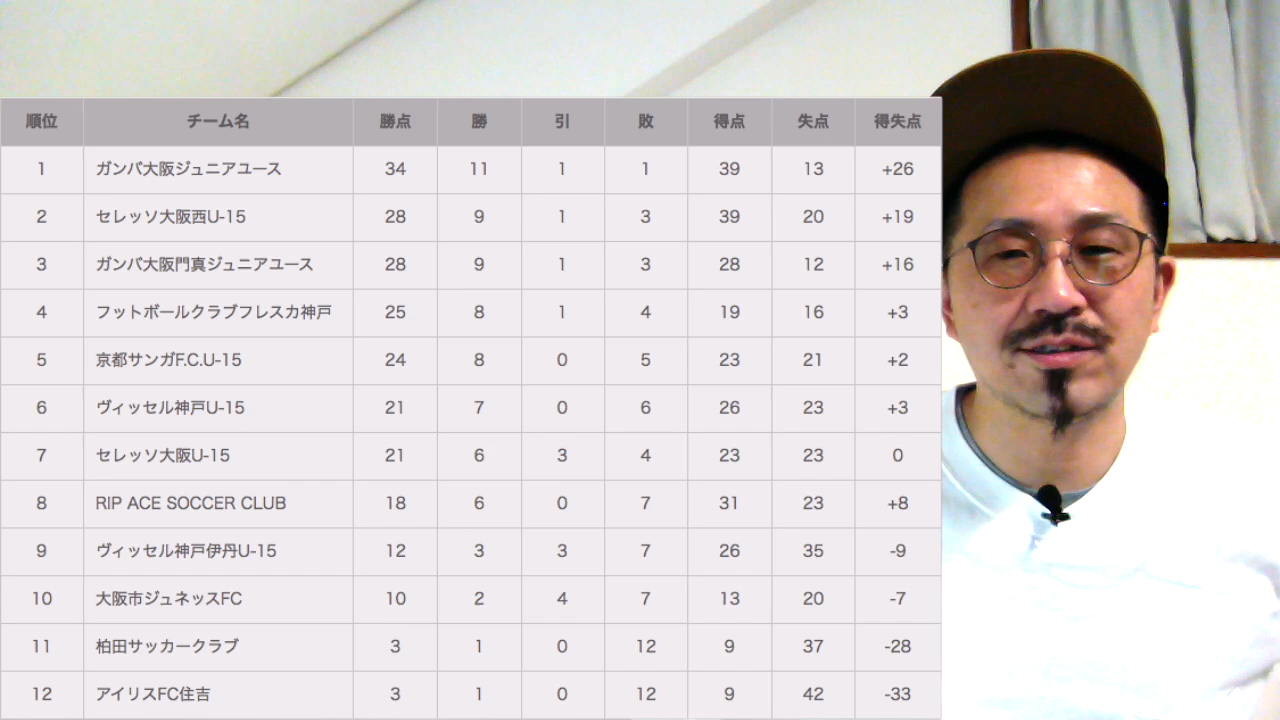 順位 チーム名 勝点 勝 引 敗 得点 失点 得失点
1 ガンバ大阪ジュニアユース 34 11 1 1 39 13 +26
2 セレッソ大阪西U-15 28 9 1 3 39 20 +19
3 ガンバ大阪門真ジュニアユース 28 9 1 3 28 12 +16
4 フットボールクラブフレスカ神戸 25 8 1 4 19 16 +3
5 京都サンガF.C.U-15 24 8 0 5 23 21 +2
6 ヴィッセル神戸U-15 21 7 0 6 26 23 +3
7 セレッソ大阪U-15 21 6 3 4 23 23 0
8 RIP ACE SOCCER CLUB 18 6 0 7 31 23 +8
9 ヴィッセル神戸伊丹U-15 12 3 3 7 26 35 -9
10 大阪市ジュネッスFC 10 2 4 7 13 20 -7
11 柏田サッカークラブ 3 1 0 12 9 37 -28
12 アイリスFC住吉 3 1 0 12 9 42 -33